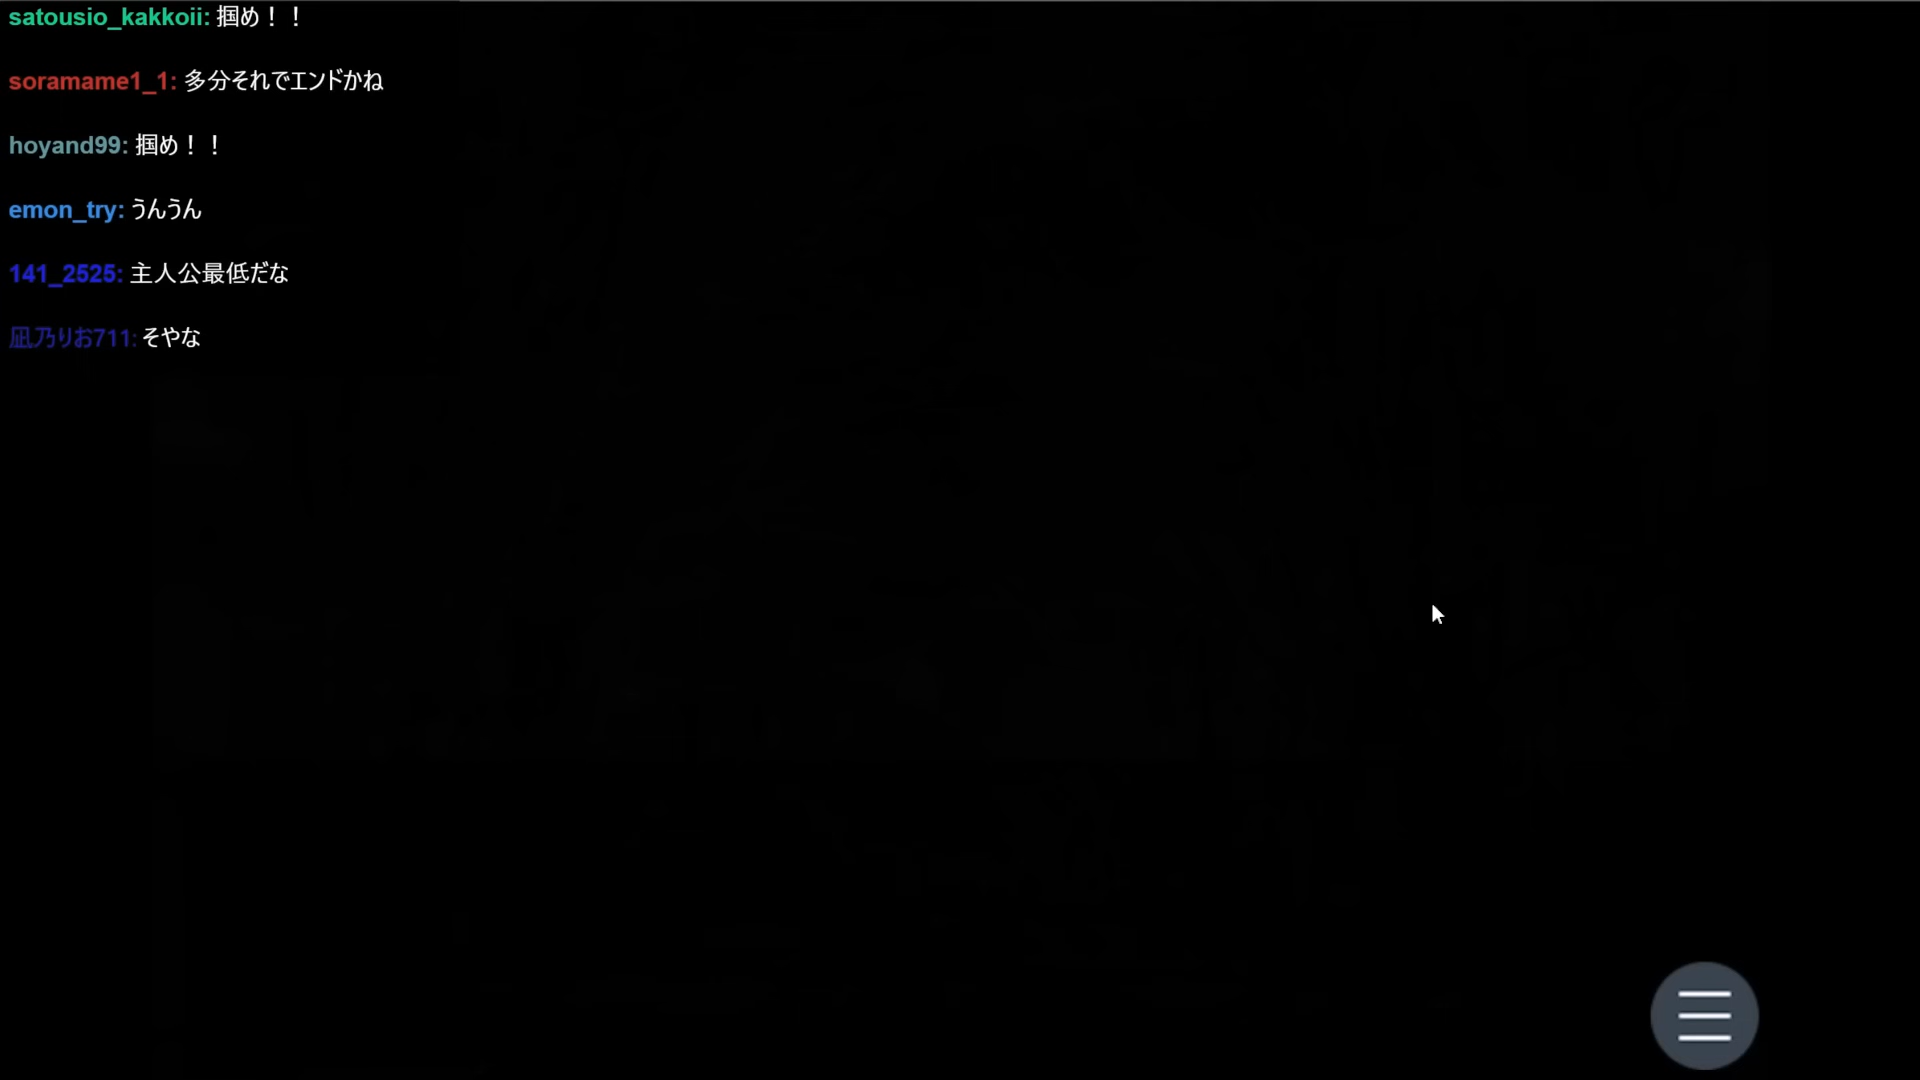 satousio_kakkoii: 掴め！！
soramame1_1: 多分それでエンドかね
hoyand99: 掴め！！
emon_try: うんうん
141_2525: 主人公最低だな
凪乃りお711: そやな